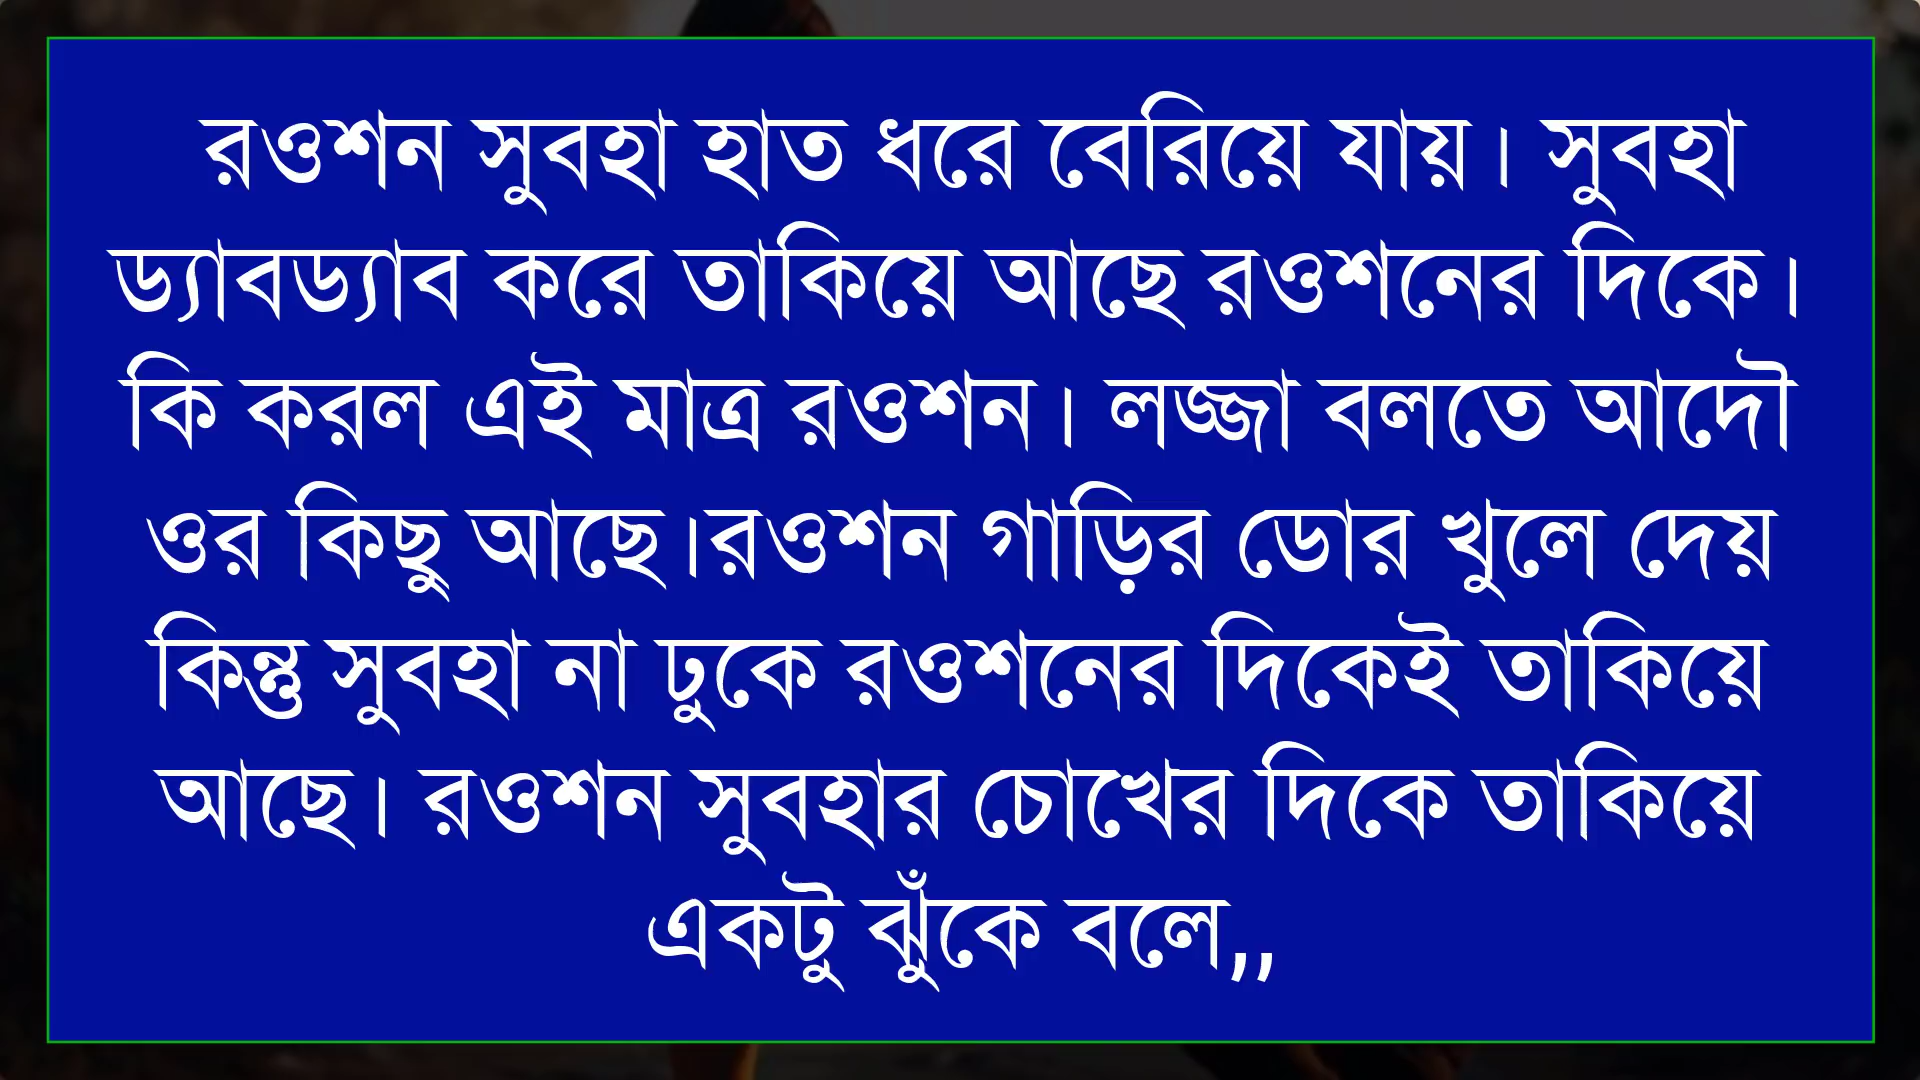 রওশন সুবহা হাত ধরে বেরিয়ে যায়। সুবহা
ড্যাবড্যাব করে তাকিয়ে আছে রওশনের দিকে।
কি করল এই মাত্র রওশন। লজ্জা বলতে আদৌ
ওর কিছু আছে।রওশন গাড়ির ডোর খুলে দেয়
কিন্তু সুবহা না ঢুকে রওশনের দিকেই তাকিয়ে
আছে। রওশন সুবহার চোখের দিকে তাকিয়ে
একটু ঝুঁকে বলে,,